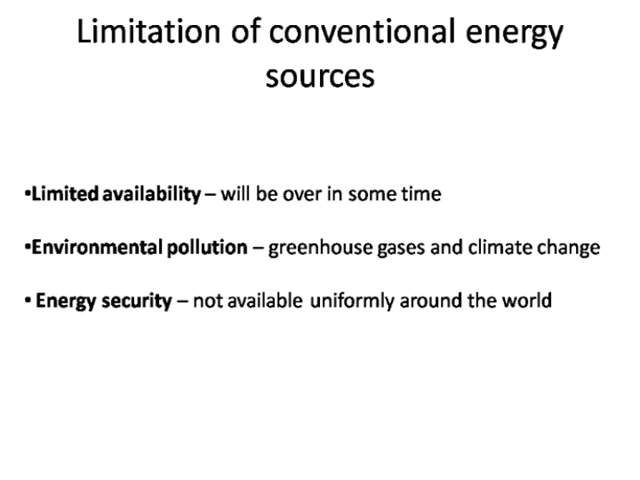 Limitation of conventional energy
sources
•Limited availability – will be over in some time
•Environmental pollution – greenhouse gases and climate change
• Energy security – not available uniformly around the world